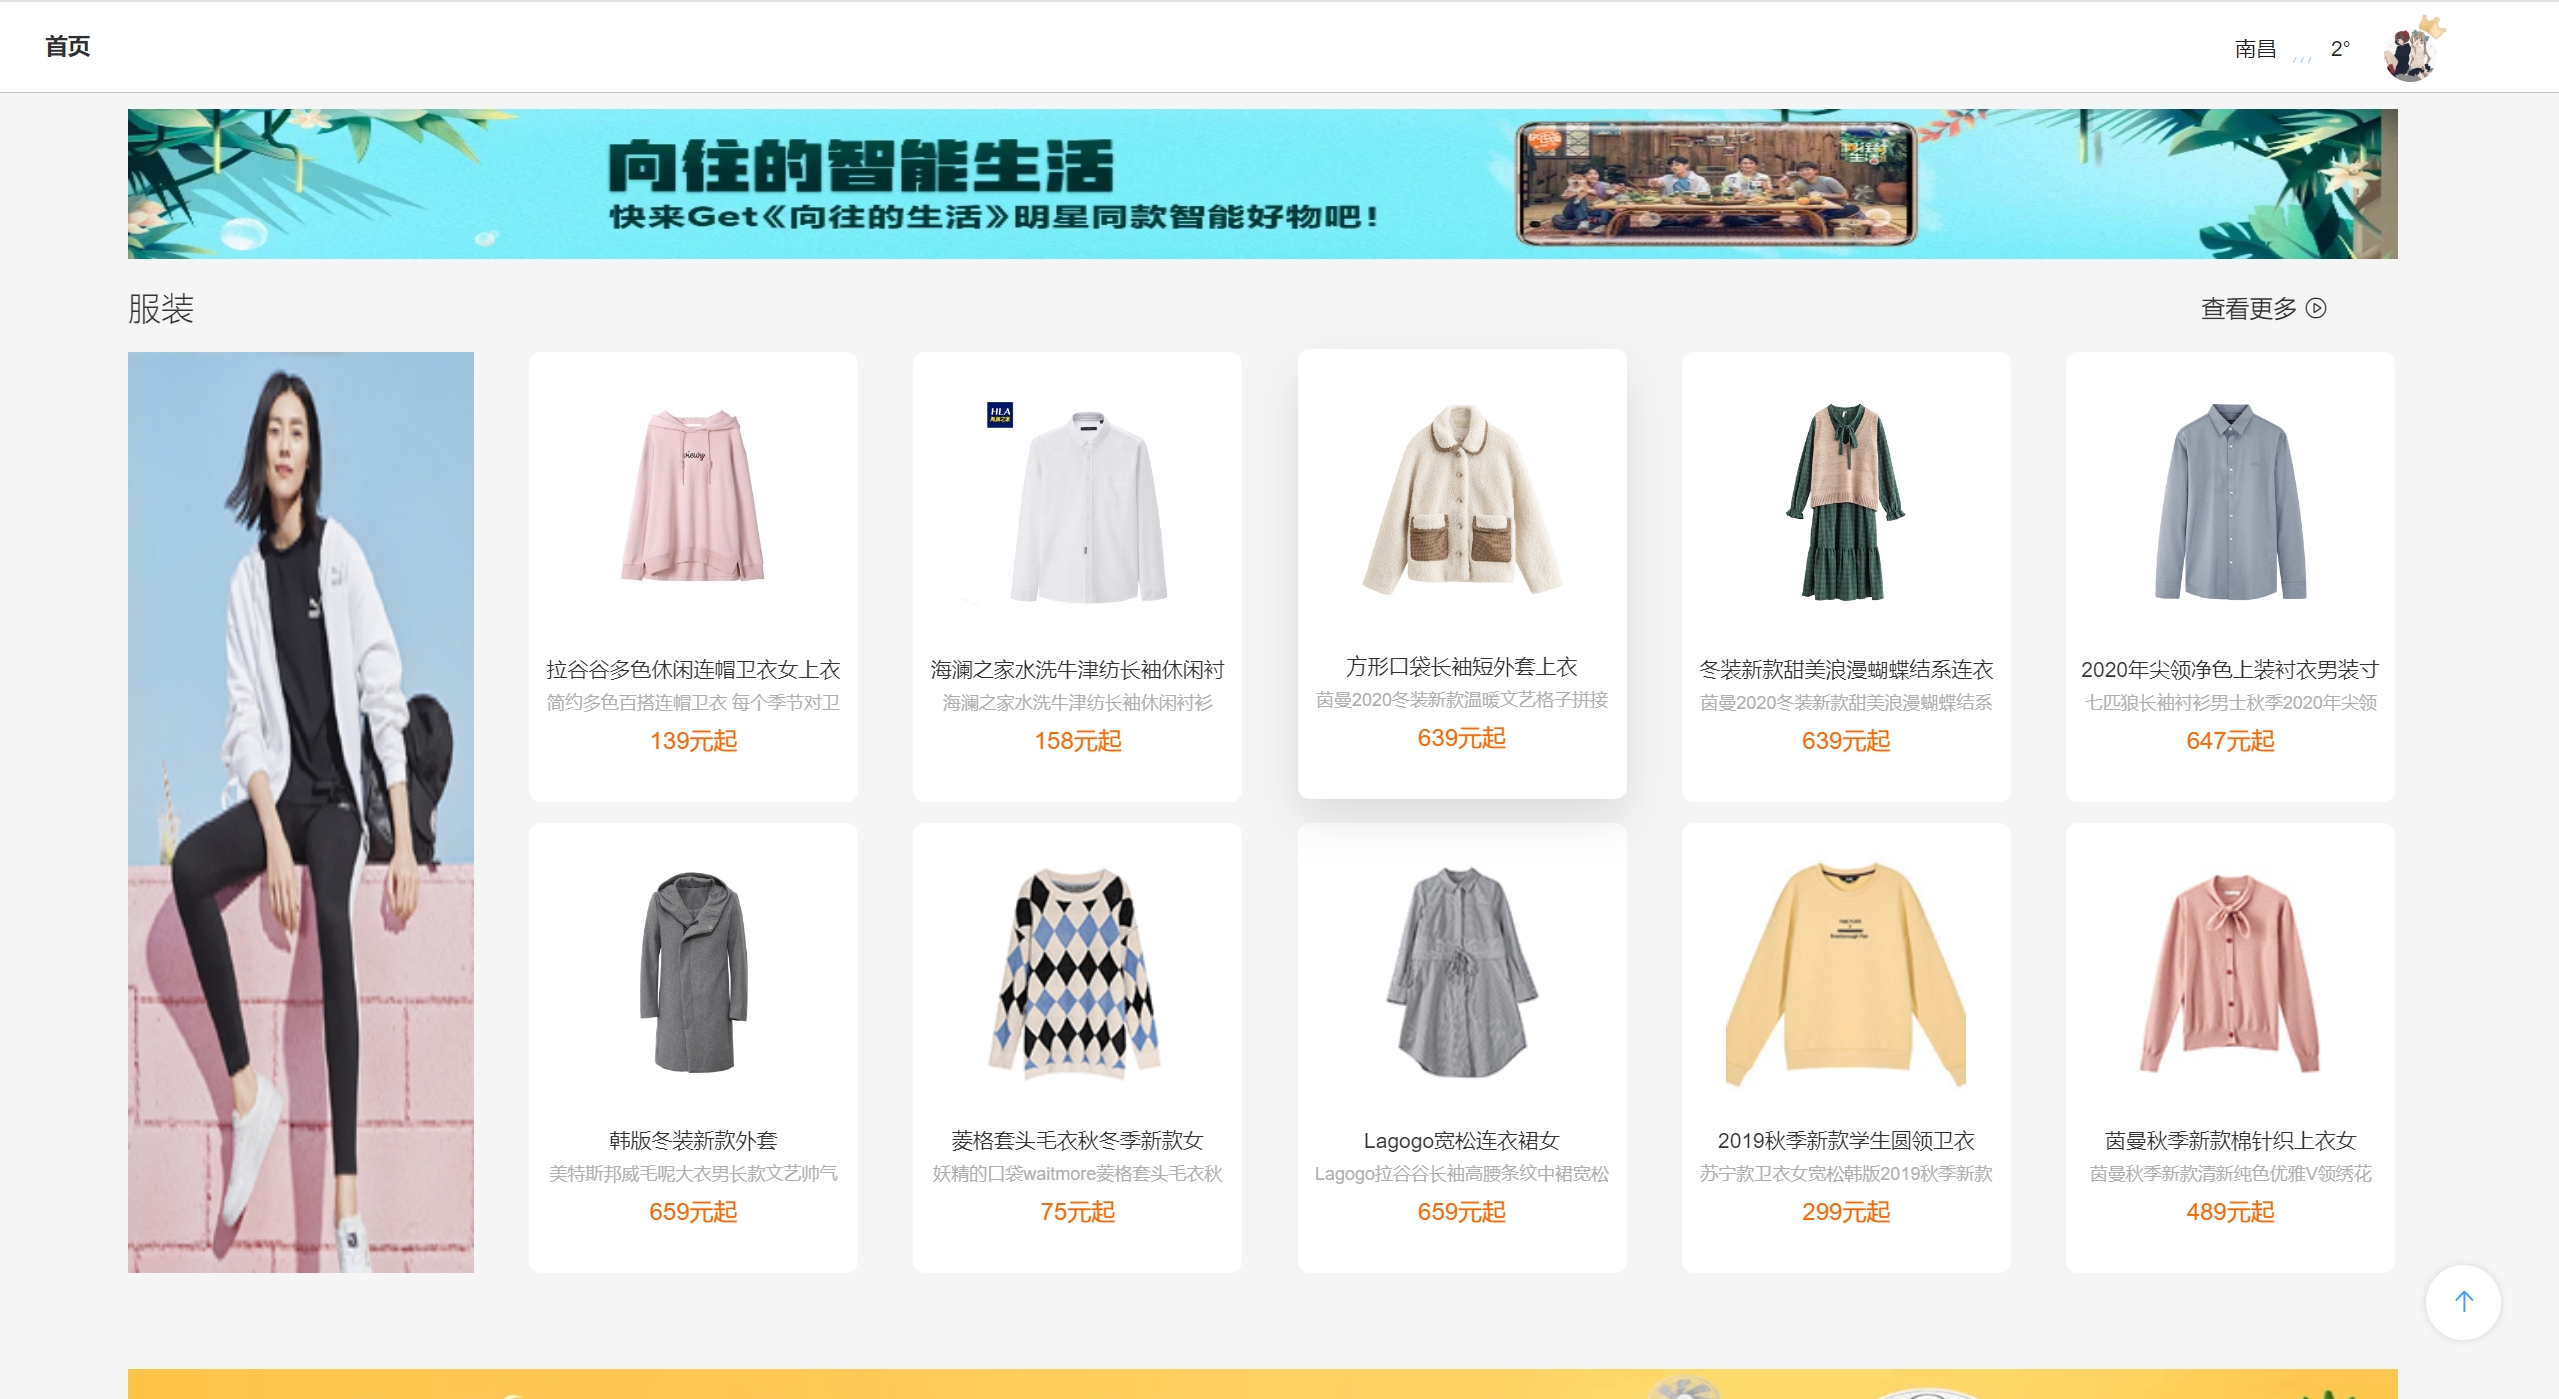 首页
南昌
2°
向往的智能生活
快来Get《向往的生活》明星同款智能好物吧!
服装
查看更多
viewy
HLA
海澜之家
拉谷谷多色休闲连帽卫衣女上衣
简约多色百搭连帽卫衣 每个季节对卫
139元起
海澜之家水洗牛津纺长袖休闲衬
海澜之家水洗牛津纺长袖休闲衬衫
158元起
方形口袋长袖短外套上衣
茵曼2020冬装新款温暖文艺格子拼接
639元起
冬装新款甜美浪漫蝴蝶结系连衣
茵曼2020冬装新款甜美浪漫蝴蝶结系
639元起
2020年尖领净色上装衬衣男装寸
七匹狼长袖衬衫男士秋季2020年尖领
647元起
韩版冬装新款外套
美特斯邦威毛呢大衣男长款文艺帅气
659元起
菱格套头毛衣秋冬季新款女
妖精的口袋waitmore菱格套头毛衣秋
75元起
Lagogo宽松连衣裙女
Lagogo拉谷谷长袖高腰条纹中裙宽松
659元起
2019秋季新款学生圆领卫衣
苏宁款卫衣女宽松韩版2019秋季新款
299元起
茵曼秋季新款棉针织上衣女
茵曼秋季新款清新纯色优雅V领绣花
489元起